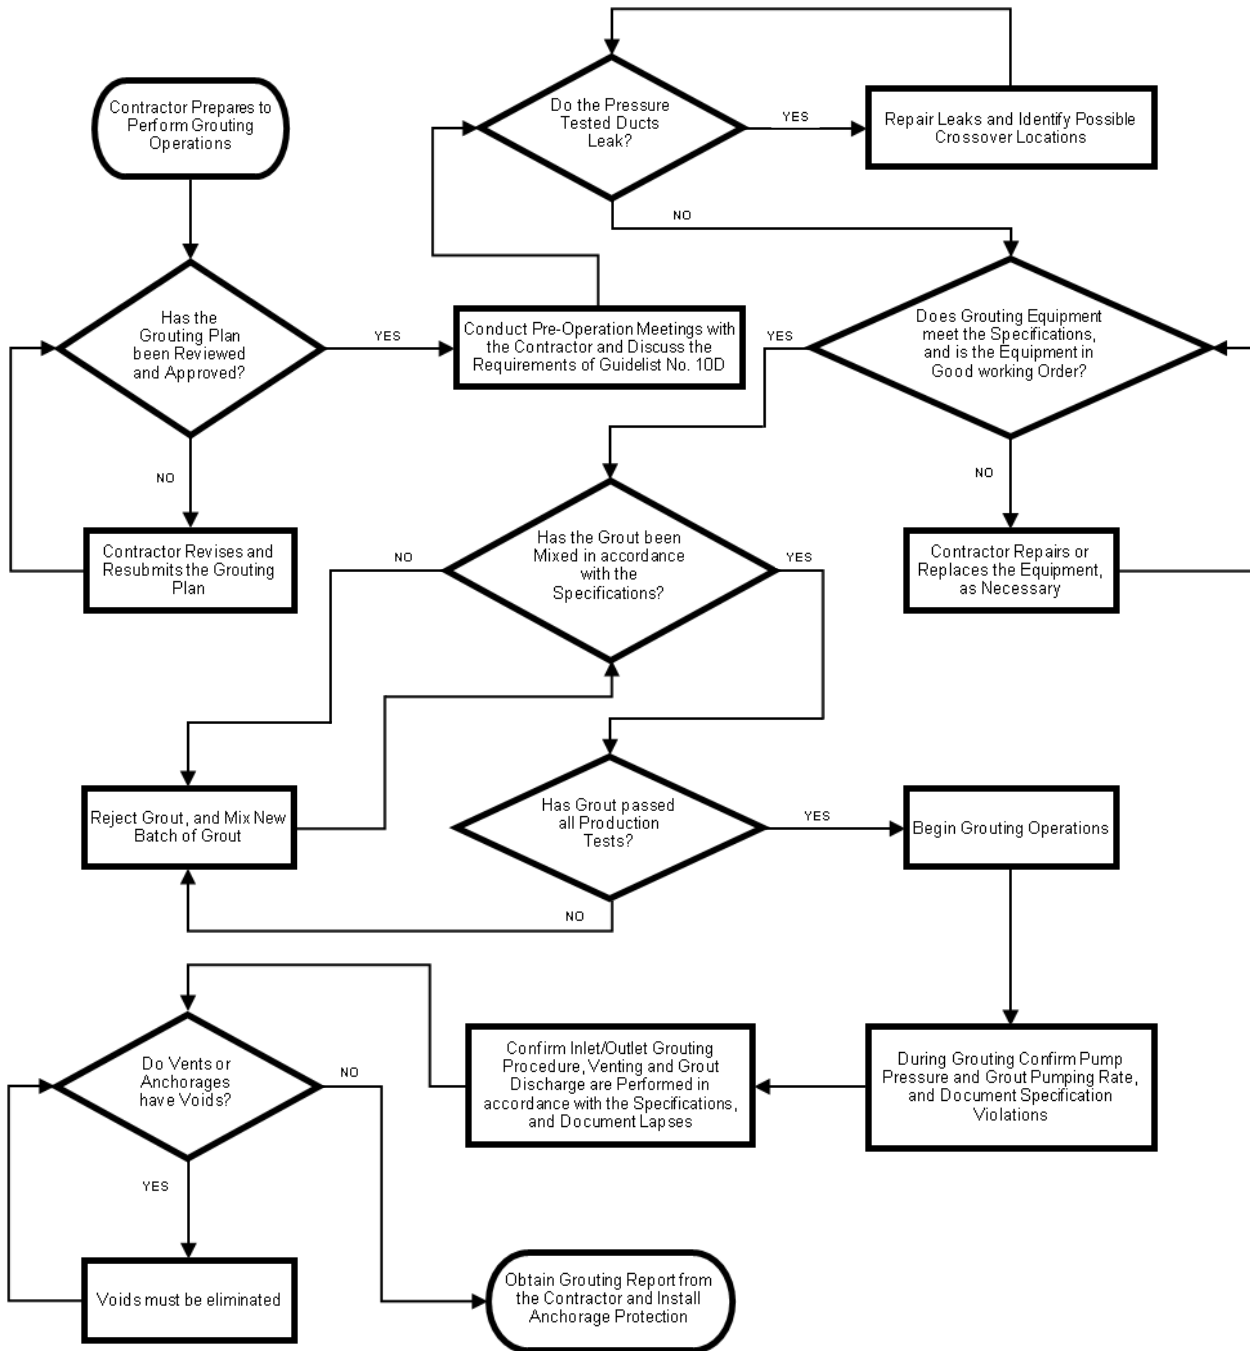 Contractor Prepares to
Perform Grouting
Operations
Has the
Grouting Plan
been Reviewed
and Approved?
YES
NO
Contractor Revises and
Resubmits the Grouting
Plan
Conduct Pre-Operation Meetings with
the Contractor and Discuss the
Requirements of Guidelist No. 10D
Do the Pressure
Tested Ducts
Leak?
YES
Repair Leaks and Identify Possible
Crossover Locations
NO
Does Grouting Equipment
meet the Specifications,
and is the Equipment in
Good working Order?
YES
NO
Contractor Repairs or
Replaces the Equipment,
as Necessary
Has the Grout been
Mixed in accordance
with the
Specifications?
NO
YES
Reject Grout, and Mix New
Batch of Grout
Has Grout passed
all Production
Tests?
YES
NO
Begin Grouting Operations
During Grouting Confirm Pump
Pressure and Grout Pumping Rate,
and Document Specification
Violations
Confirm Inlet/Outlet Grouting
Procedure, Venting and Grout
Discharge are Performed in
accordance with the Specifications,
and Document Lapses
Do Vents or
Anchorages
have Voids?
NO
YES
Voids must be eliminated
Obtain Grouting Report from
the Contractor and Install
Anchorage Protection